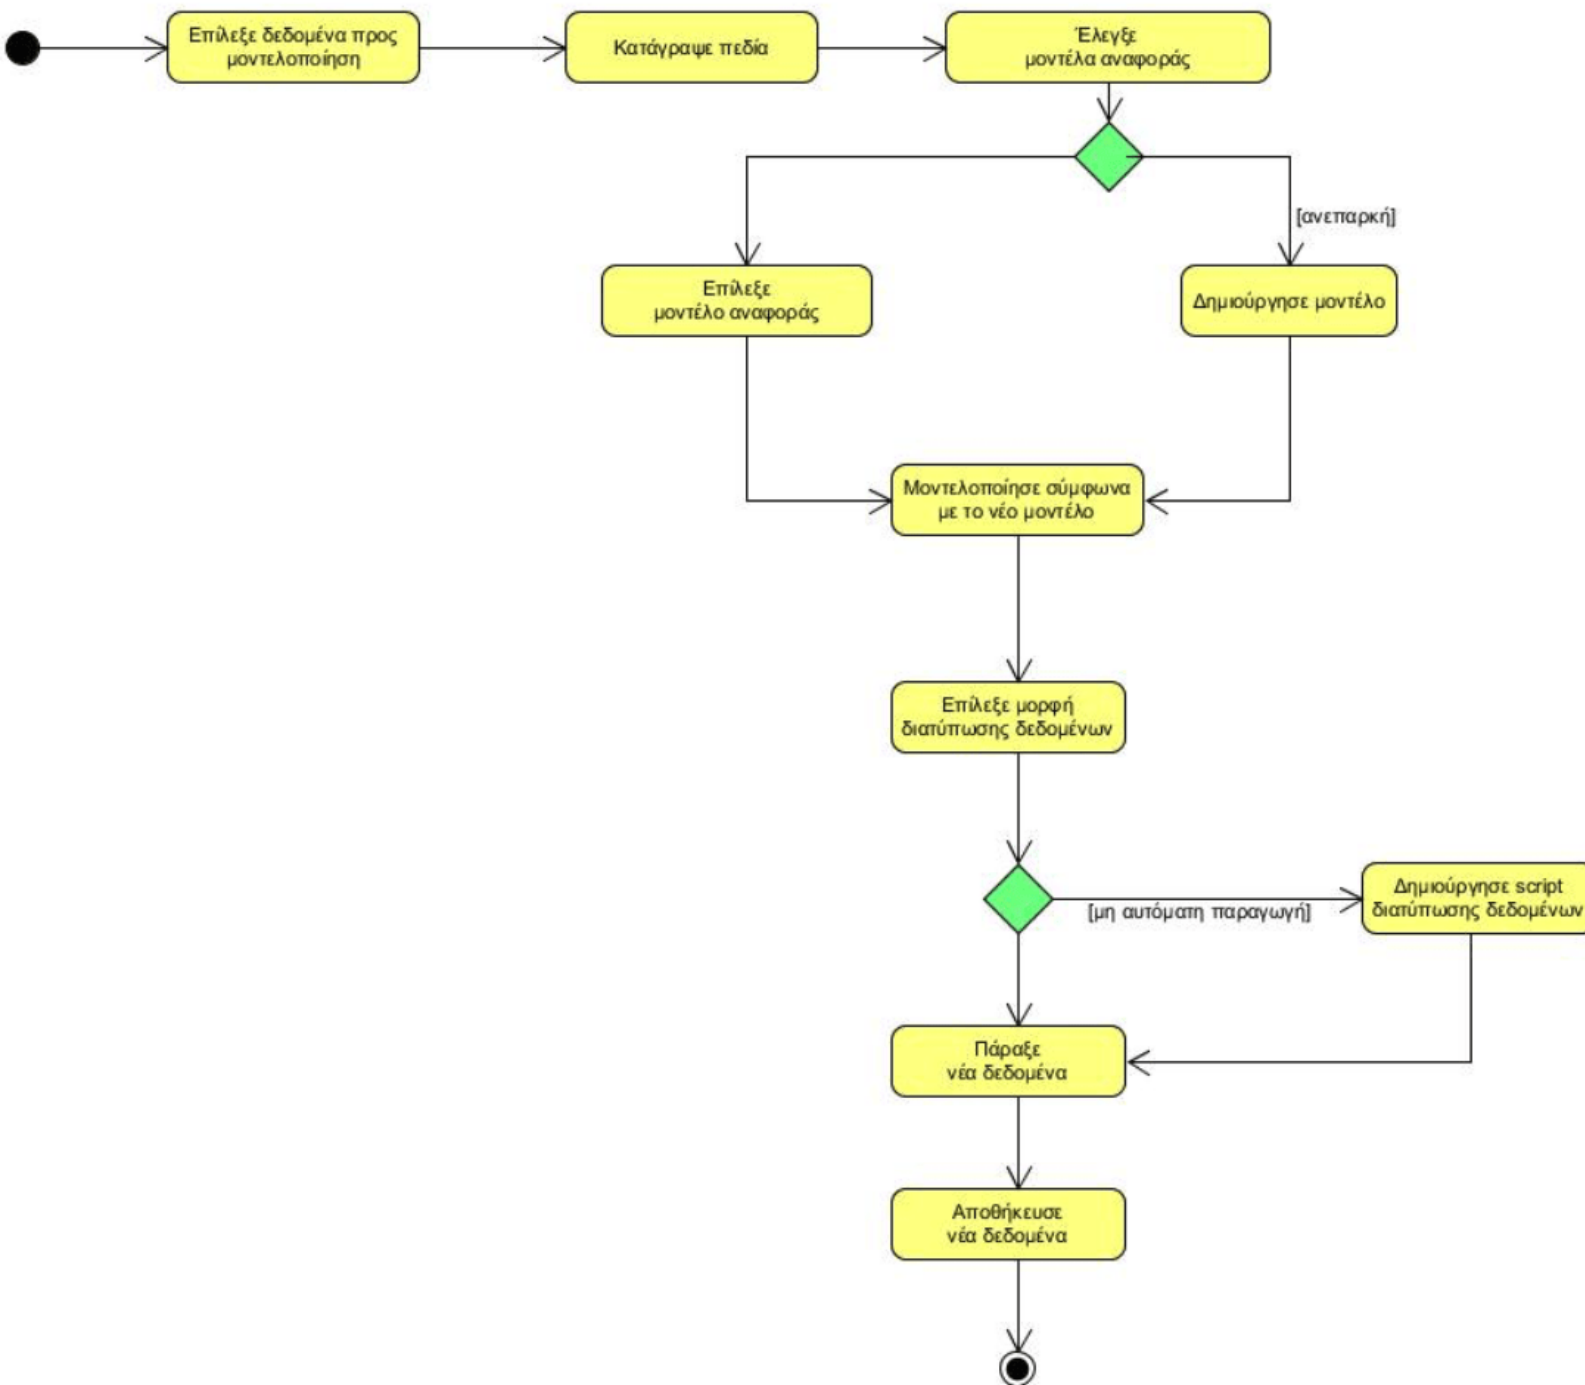 Επίλεξε δεδομένα προς
μοντελοποίηση
Κατάγραψε πεδία
Έλεγξε
μοντέλα αναφοράς
[ανεπαρκή]
Επίλεξε
μοντέλο αναφοράς
Δημιούργησε μοντέλο
Μοντελοποίησε σύμφωνα
με το νέο μοντέλο
Επίλεξε μορφή
διατύπωσης δεδομένων
[μη αυτόματη παραγωγή]
Δημιούργησε script
διατύπωσης δεδομένων
Πάραξε
νέα δεδομένα
Αποθήκευσε
νέα δεδομένα